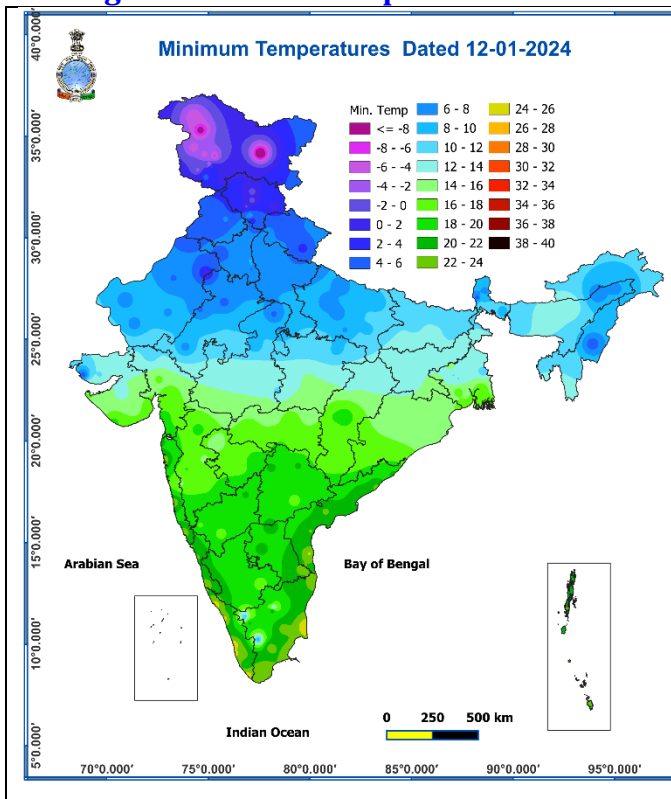 Minimum Temperatures Dated 12-01-2024
Min. Temp
<= -8
-8 - -6
-6 - -4
-4 - -2
-2 - 0
0 - 2
2 - 4
4 - 6
6 - 8
8 - 10
10 - 12
12 - 14
14 - 16
16 - 18
18 - 20
20 - 22
22 - 24
24 - 26
26 - 28
28 - 30
30 - 32
32 - 34
34 - 36
36 - 38
38 - 40
40°0.000'
35°0.000'
30°0.000'
25°0.000'
20°0.000'
15°0.000'
10°0.000'
5°0.000'
Arabian Sea
Bay of Bengal
Indian Ocean
0 250 500 km
70°0.000' 75°0.000' 80°0.000' 85°0.000' 90°0.000' 95°0.000'